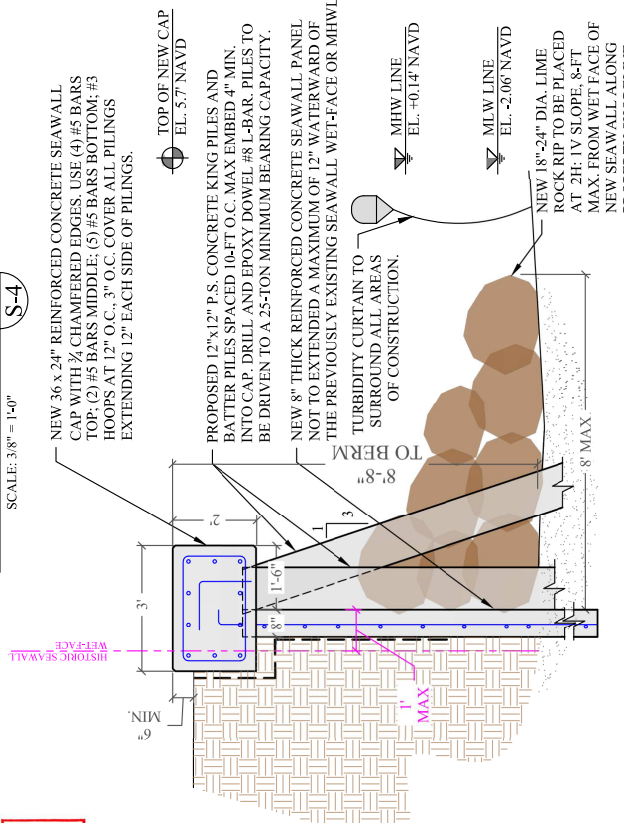 S-4
SCALE: 3/8" = 1'-0"
NEW 36 x 24" REINFORCED CONCRETE SEAWALL
CAP WITH ¾ CHAMFERED EDGES. USE (4) #5 BARS
TOP; (2) #5 BARS MIDDLE; (5) #5 BARS BOTTOM; #3
HOOPS AT 12" O.C., 3" O.C. COVER ALL PILINGS
EXTENDING 12" EACH SIDE OF PILINGS.
TOP OF NEW CAP
EL. 5.7' NAVD
PROPOSED 12"x12" P.S. CONCRETE KING PILES AND
BATTER PILES SPACED 10-FT O.C. MAX EMBED 4" MIN.
INTO CAP. DRILL AND EPOXY DOWEL #8 L-BAR. PILES TO
BE DRIVEN TO A 25-TON MINIMUM BEARING CAPACITY.
NEW 8" THICK REINFORCED CONCRETE SEAWALL PANEL
NOT TO EXTENDED A MAXIMUM OF 12" WATERWARD OF
THE PREVIOUSLY EXISTING SEAWALL WET-FACE OR MHWL
MHW LINE
EL. +0.14' NAVD
MLW LINE
EL. -2.06' NAVD
TURBIDITY CURTAIN TO
SURROUND ALL AREAS
OF CONSTRUCTION.
NEW 18"-24" DIA. LIME
ROCK RIP TO BE PLACED
AT 2H: 1V SLOPE, 8-FT
MAX. FROM WET FACE OF
NEW SEAWALL ALONG
HISTORIC SEAWALL
WET-FACE
3'
2'
6"
MIN.
8'-8"
TO BERM
1
3
1'-6"
8"
1'
MAX
8' MAX